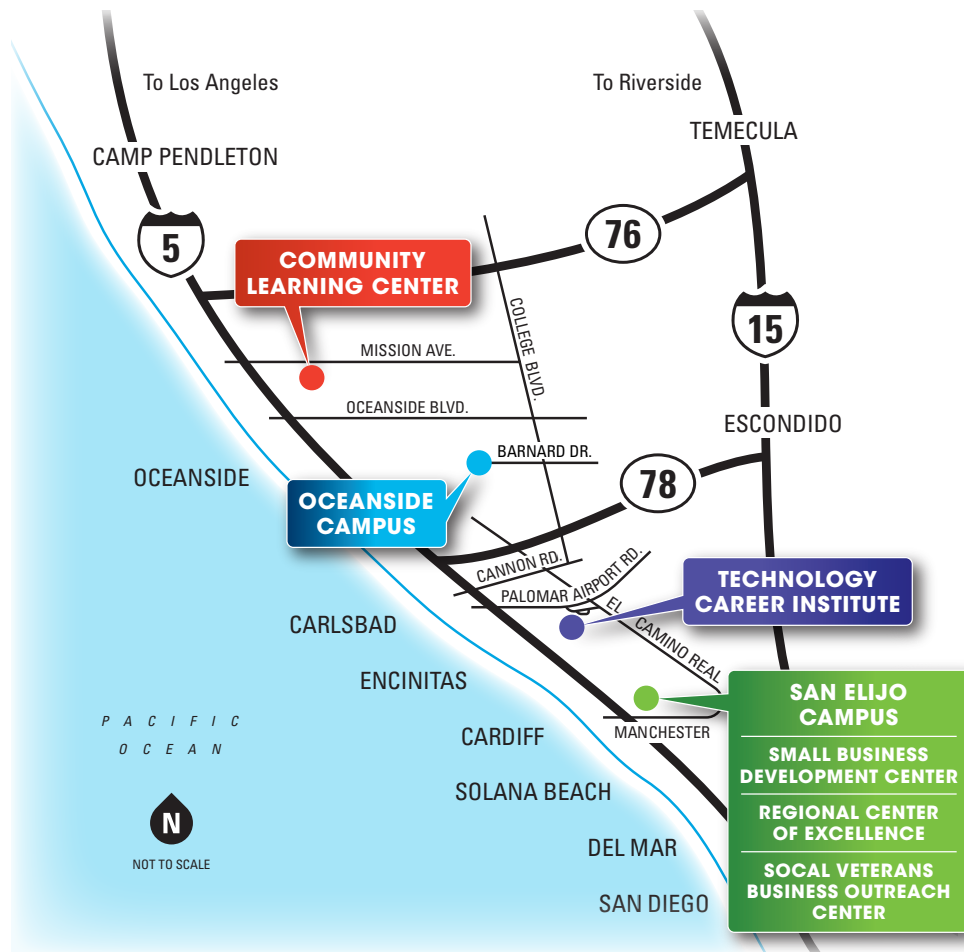 To Los Angeles
To Riverside
TEMECULA
CAMP PENDLETON
76
5
COMMUNITY
LEARNING CENTER
COLLEGE BLVD.
15
MISSION AVE.
OCEANSIDE BLVD.
ESCONDIDO
BARNARD DR.
OCEANSIDE
78
OCEANSIDE
CAMPUS
CANNON RD.
PALOMAR AIRPORT RD.
TECHNOLOGY
CAREER INSTITUTE
EL CAMINO REAL
CARLSBAD
ENCINITAS
SAN ELIJO
CAMPUS
PACIFIC
OCEAN
CARDIFF
MANCHESTER
SMALL BUSINESS
DEVELOPMENT CENTER
SOLANA BEACH
REGIONAL CENTER
OF EXCELLENCE
N
NOT TO SCALE
DEL MAR
SOCAL VETERANS
BUSINESS OUTREACH
CENTER
SAN DIEGO